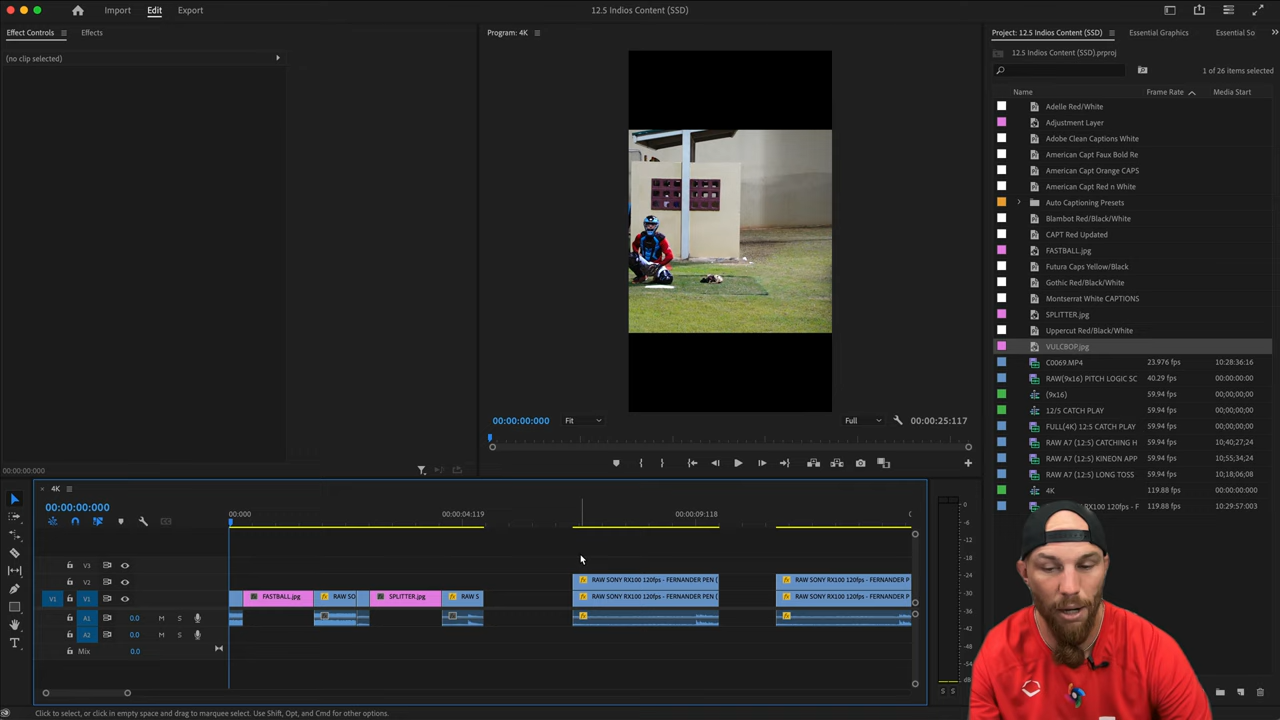 Import Edit Export 12.5 Indios Content (SSD)
Effect Controls Effects
(no clip selected)
00:00:00:000
Program: 4K
00:00:00:000 Fit Full 00:00:25:117
Project: 12.5 Indios Content (SSD) Essential Graphics Essential So
12.5 Indios Content (SSD).prproj
1 of 26 items selected
Name Frame Rate Media Start
Adelle Red/White
Adjustment Layer
Adobe Clean Captions White
American Capt Faux Bold Re
American Capt Orange CAPS
American Capt Red n White
Auto Captioning Presets
Blambot Red/Black/White
CAPT Red Updated
FASTBALL.jpg
Futura Caps Yellow/Black
Gothic Red/Black/White
Montserrat White CAPTIONS
SPLITTER.jpg
Uppercut Red/Black/White
VULCBOP.jpg
C0069.MP4 23.976 fps 10:28:36:16
RAW(9x16) PITCH LOGIC SC 40.29 fps 00:00:00:00
(9x16) 59.94 fps 00;00;00;00
12/5 CATCH PLAY 59.94 fps 00;00;00;00
FULL(4K) 12:5 CATCH PLAY 59.94 fps 00;00;00;00
RAW A7 (12:5) CATCHING H 59.94 fps 10;40;27;24
RAW A7 (12:5) KINEON APP 59.94 fps 10;55;34;24
RAW A7 (12:5) LONG TOSS 59.94 fps 10;18;06;08
4K 119.88 fps 00:00:00:000
RX100 120fps - F 119.88 fps 10:29:57:003
4K
00:00:00:000
:00:00 00:00:04:119 00:00:09:118
V3
V2 RAW SONY RX100 120fps - FERNANDER PEN ( RAW SONY RX100 120fps - FERNANDER P
V1 V1 FASTBALL.jpg RAW SO SPLITTER.jpg RAW S RAW SONY RX100 120fps - FERNANDER PEN ( RAW SONY RX100 120fps - FERNANDER P
A1 0.0 M S
A2 0.0 M S
Mix 0.0
0
-6
-12
-18
-24
-30
-36
-42
-48
-54
dB
S S
Click to select, or click in empty space and drag to marquee select. Use Shift, Opt, and Cmd for other options.